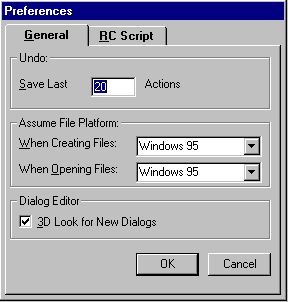 Preferences
General RC Script
Undo:
Save Last 20 Actions
Assume File Platform:
When Creating Files: Windows 95
When Opening Files: Windows 95
Dialog Editor
3D Look for New Dialogs
OK Cancel